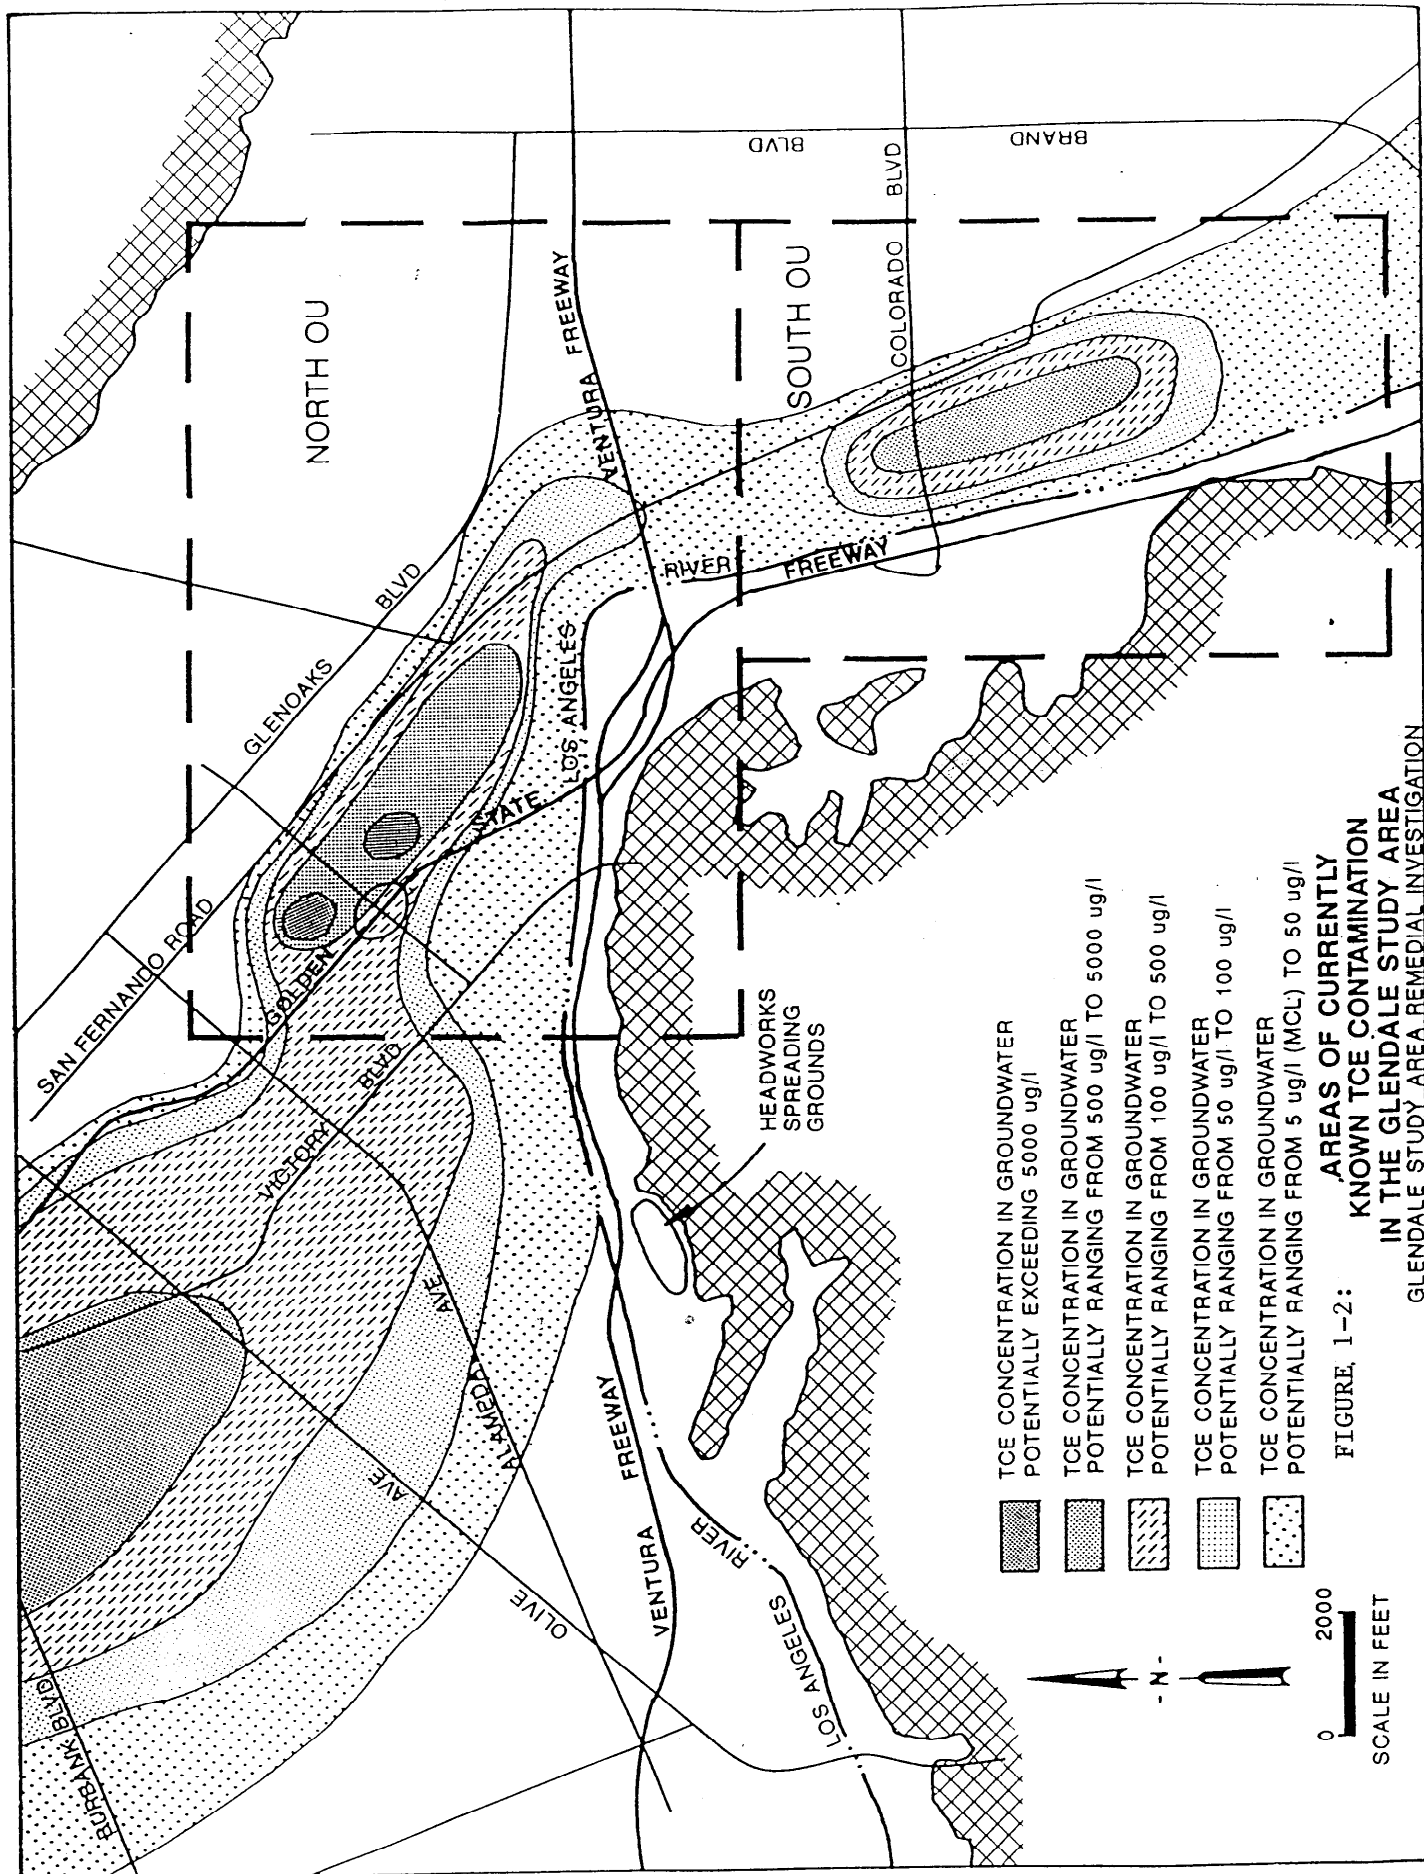 SAN FERNANDO ROAD
GLENOAKS
BLVD
NORTH OU
GOLDEN
STATE
VICTORY
BLVD
BURBANK BLVD
AVE
ALAMEDA
AVE
OLIVE
LOS ANGELES
RIVER
FREEWAY
VENTURA FREEWAY
VENTURA FREEWAY
RIVER
LOS ANGELES
BLVD
BRAND
SOUTH OU
COLORADO BLVD
HEADWORKS
SPREADING
GROUNDS
TCE CONCENTRATION IN GROUNDWATER
POTENTIALLY EXCEEDING 5000 ug/l
TCE CONCENTRATION IN GROUNDWATER
POTENTIALLY RANGING FROM 500 ug/l TO 5000 ug/l
TCE CONCENTRATION IN GROUNDWATER
POTENTIALLY RANGING FROM 100 ug/l TO 500 ug/l
TCE CONCENTRATION IN GROUNDWATER
POTENTIALLY RANGING FROM 50 ug/l TO 100 ug/l
TCE CONCENTRATION IN GROUNDWATER
POTENTIALLY RANGING FROM 5 ug/l (MCL) TO 50 ug/l
-N-
0 2000
SCALE IN FEET
FIGURE 1-2: AREAS OF CURRENTLY
KNOWN TCE CONTAMINATION
IN THE GLENDALE STUDY AREA
GLENDALE STUDY AREA REMEDIAL INVESTIGATION